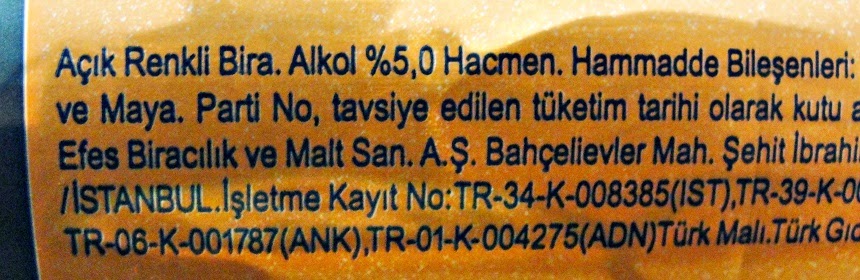 Açık Renkli Bira. Alkol %5,0 Hacmen. Hammadde Bileşenleri:
ve Maya. Parti No, tavsiye edilen tüketim tarihi olarak kutu
Efes Biracılık ve Malt San. A.Ş. Bahçelievler Mah. Şehit
/İSTANBUL.İşletme Kayıt No:TR-34-K-008385(IST),TR-39-K-
TR-06-K-001787(ANK),TR-01-K-004275(ADN)Türk Malı.Türk